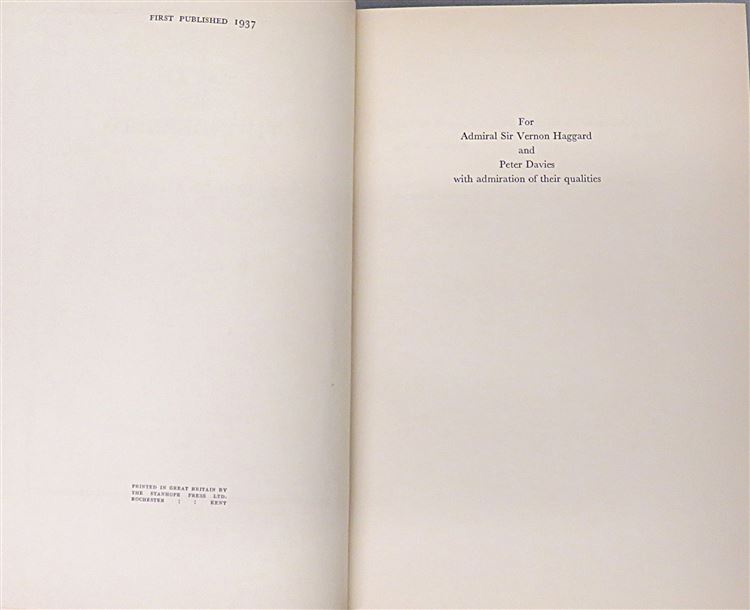 FIRST PUBLISHED 1937
PRINTED IN GREAT BRITAIN BY
THE STANHOPE PRESS LTD.
ROCHESTER : : KENT
For
Admiral Sir Vernon Haggard
and
Peter Davies
with admiration of their qualities